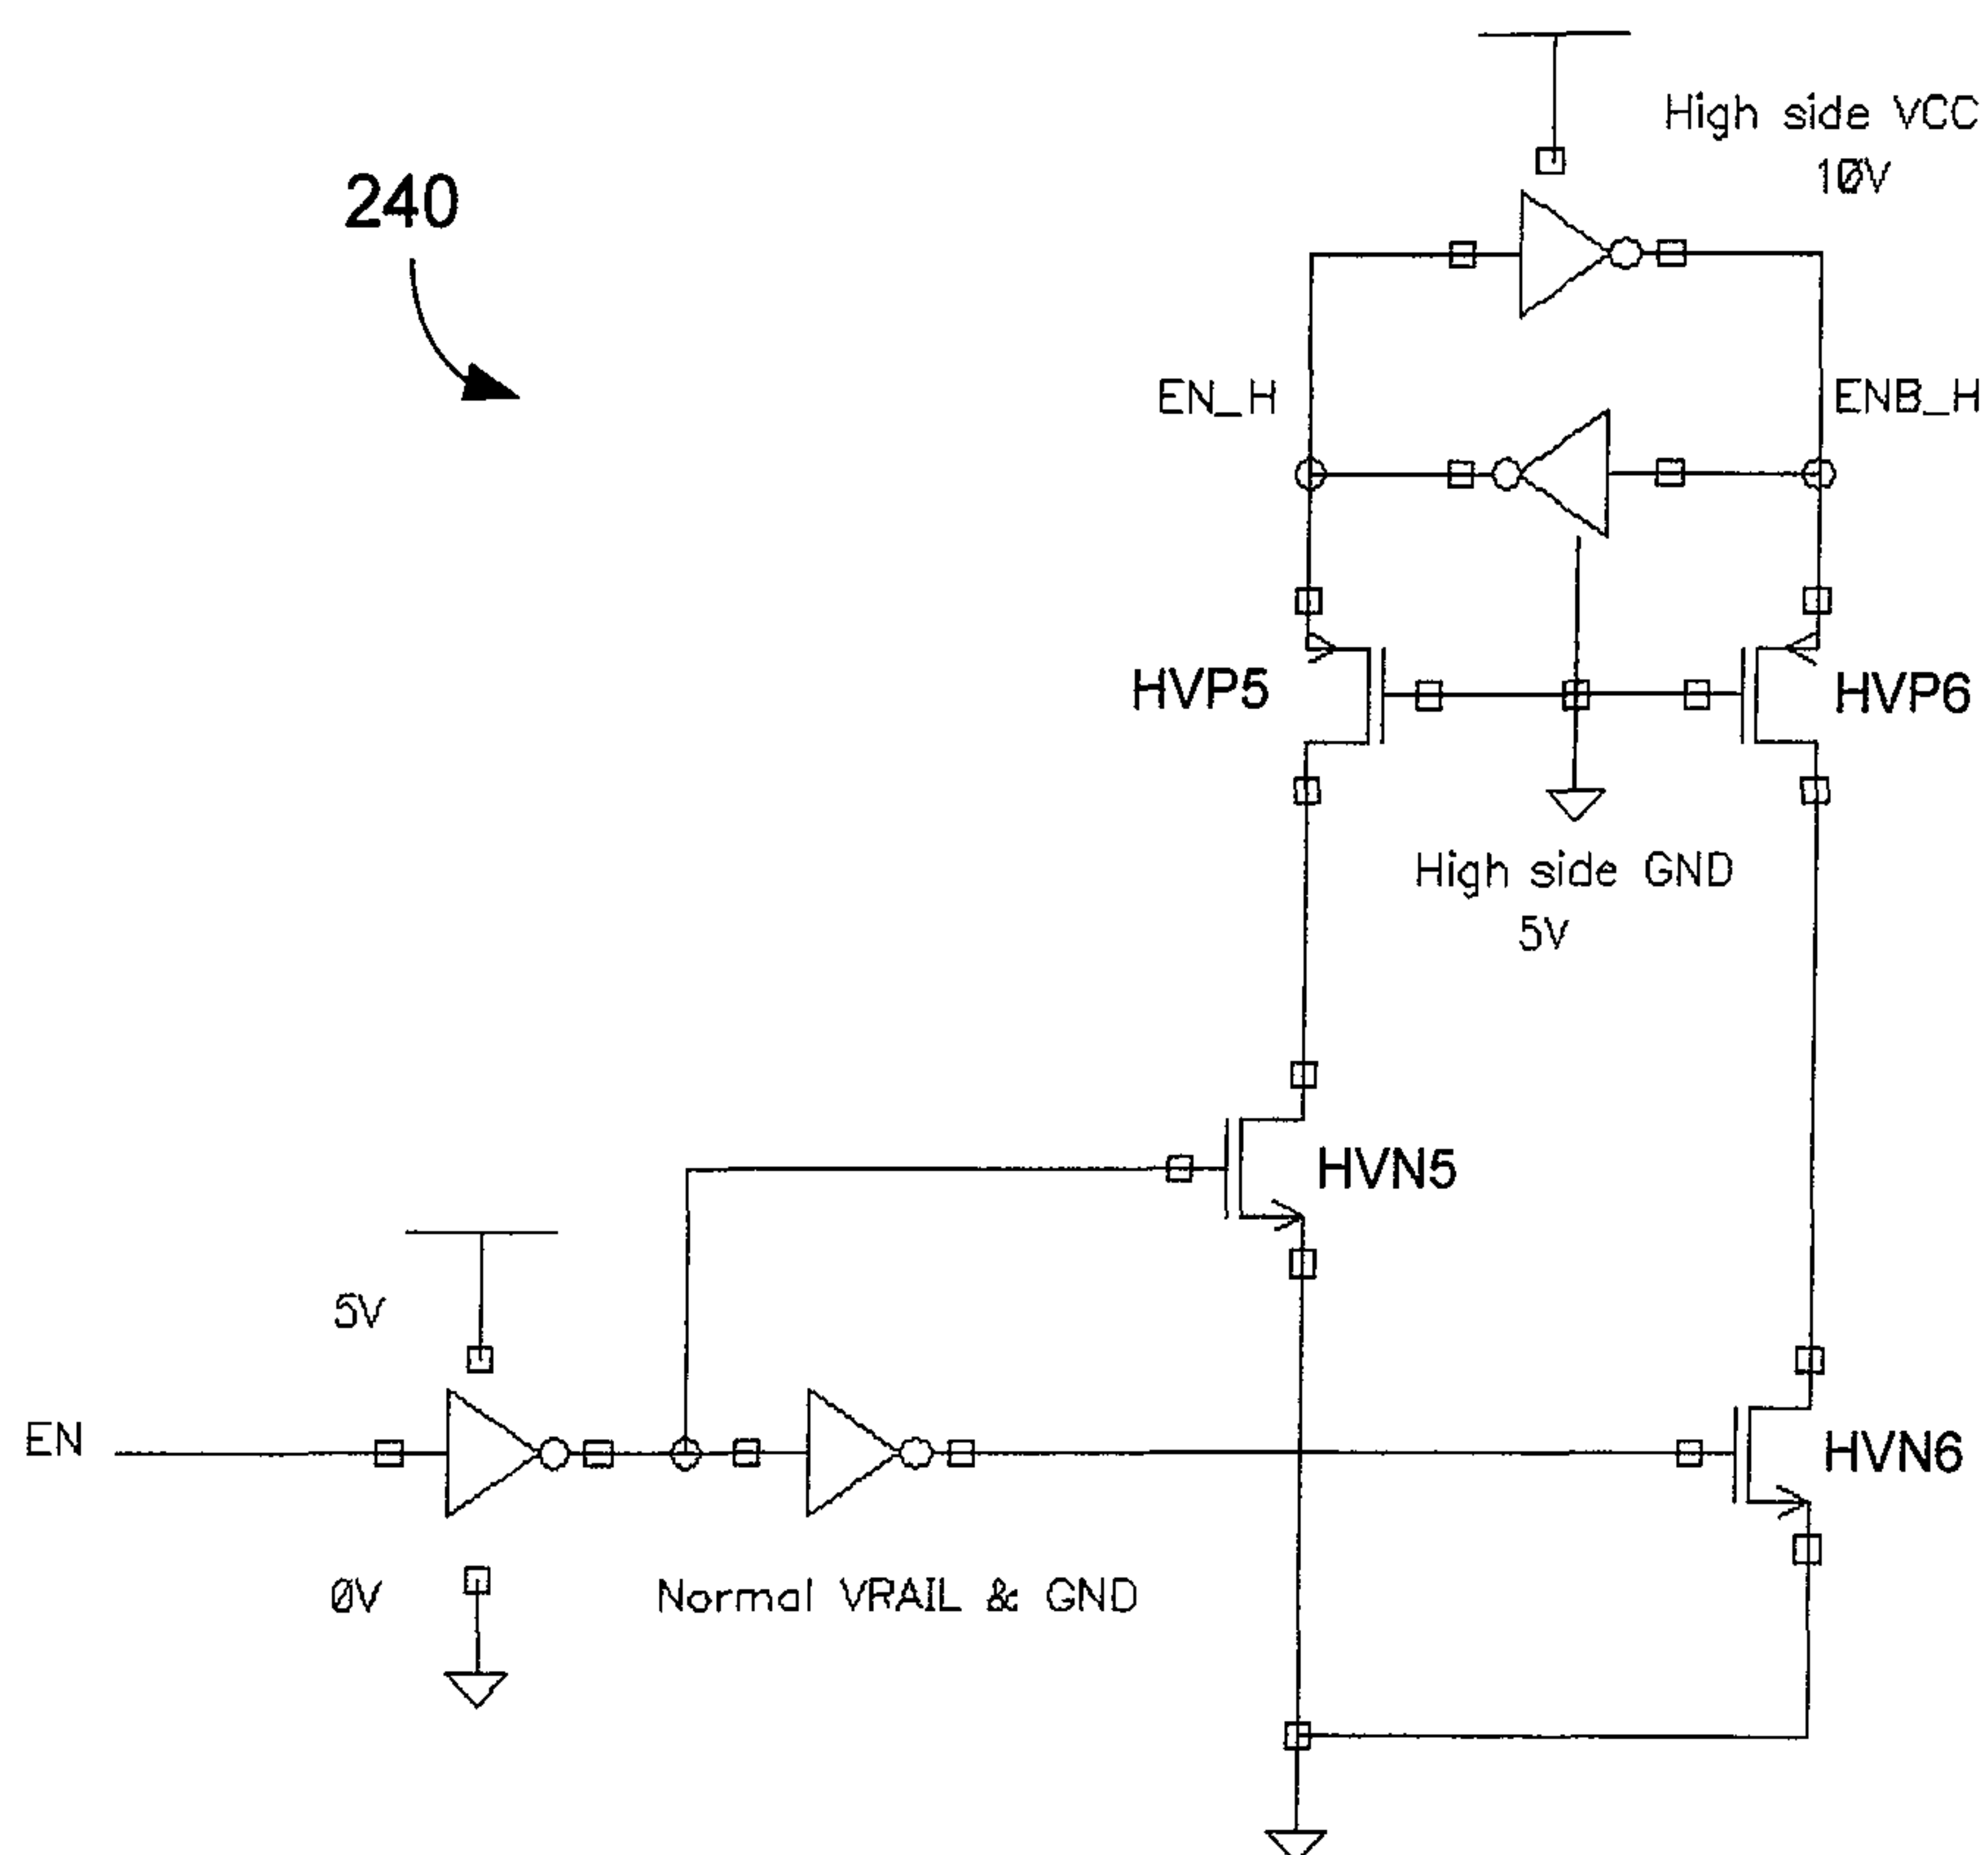 High side VCC
10V
240
EN_H
ENB_H
HVP5
HVP6
High side GND
5V
HVN5
5V
EN
HVN6
0V
Normal VRAIL & GND